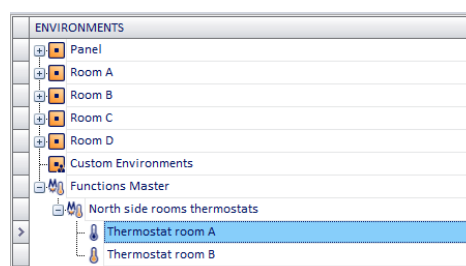 ENVIRONMENTS
Panel
Room A
Room B
Room C
Room D
Custom Environments
Functions Master
North side rooms thermostats
Thermostat room A
Thermostat room B